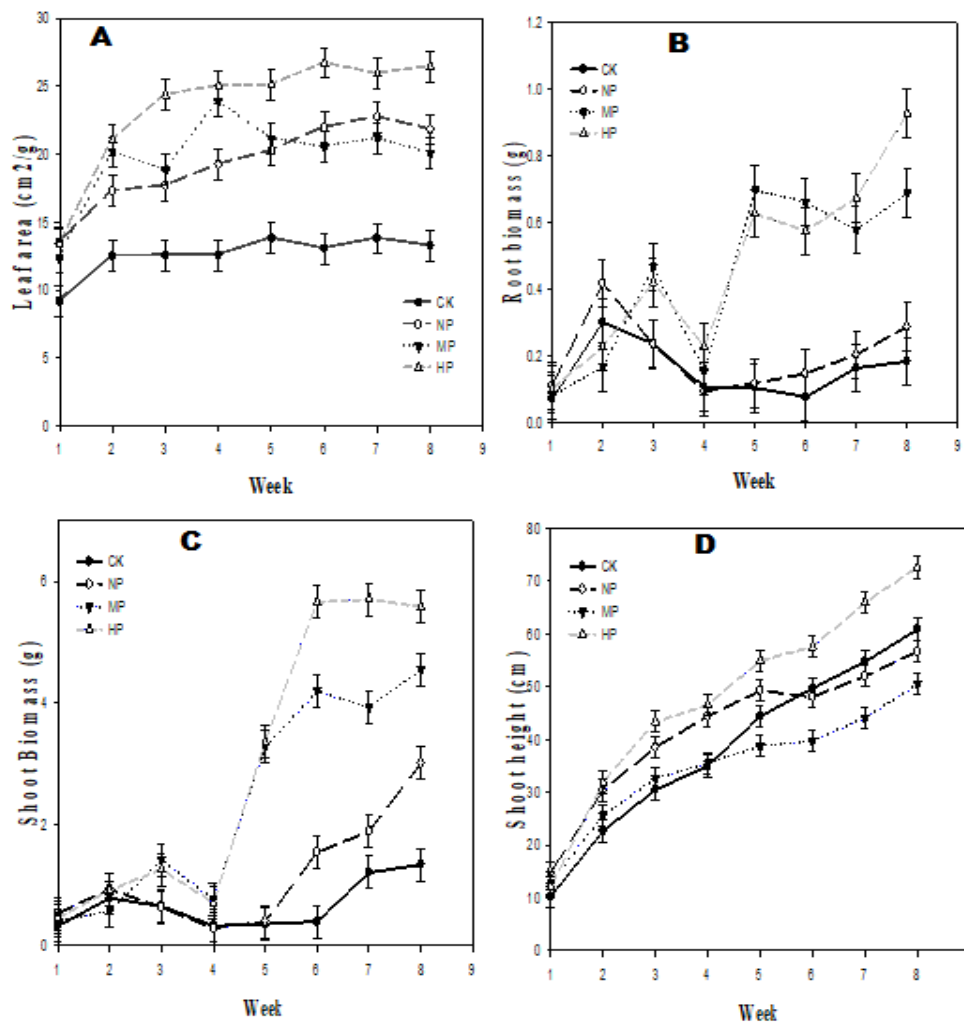 A
Leaf area (cm2/g)
30
25
20
15
10
5
0
CK
NP
MP
HP
1 2 3 4 5 6 7 8 9
Week
B
Root biomass (g)
1.2
1.0
0.8
0.6
0.4
0.2
0.0
CK
NP
MP
HP
1 2 3 4 5 6 7 8 9
Week
C
Shoot Biomass (g)
6
4
2
0
CK
NP
MP
HP
1 2 3 4 5 6 7 8 9
Week
D
Shoot height (cm)
80
70
60
50
40
30
20
10
0
CK
NP
MP
HP
1 2 3 4 5 6 7 8
Week